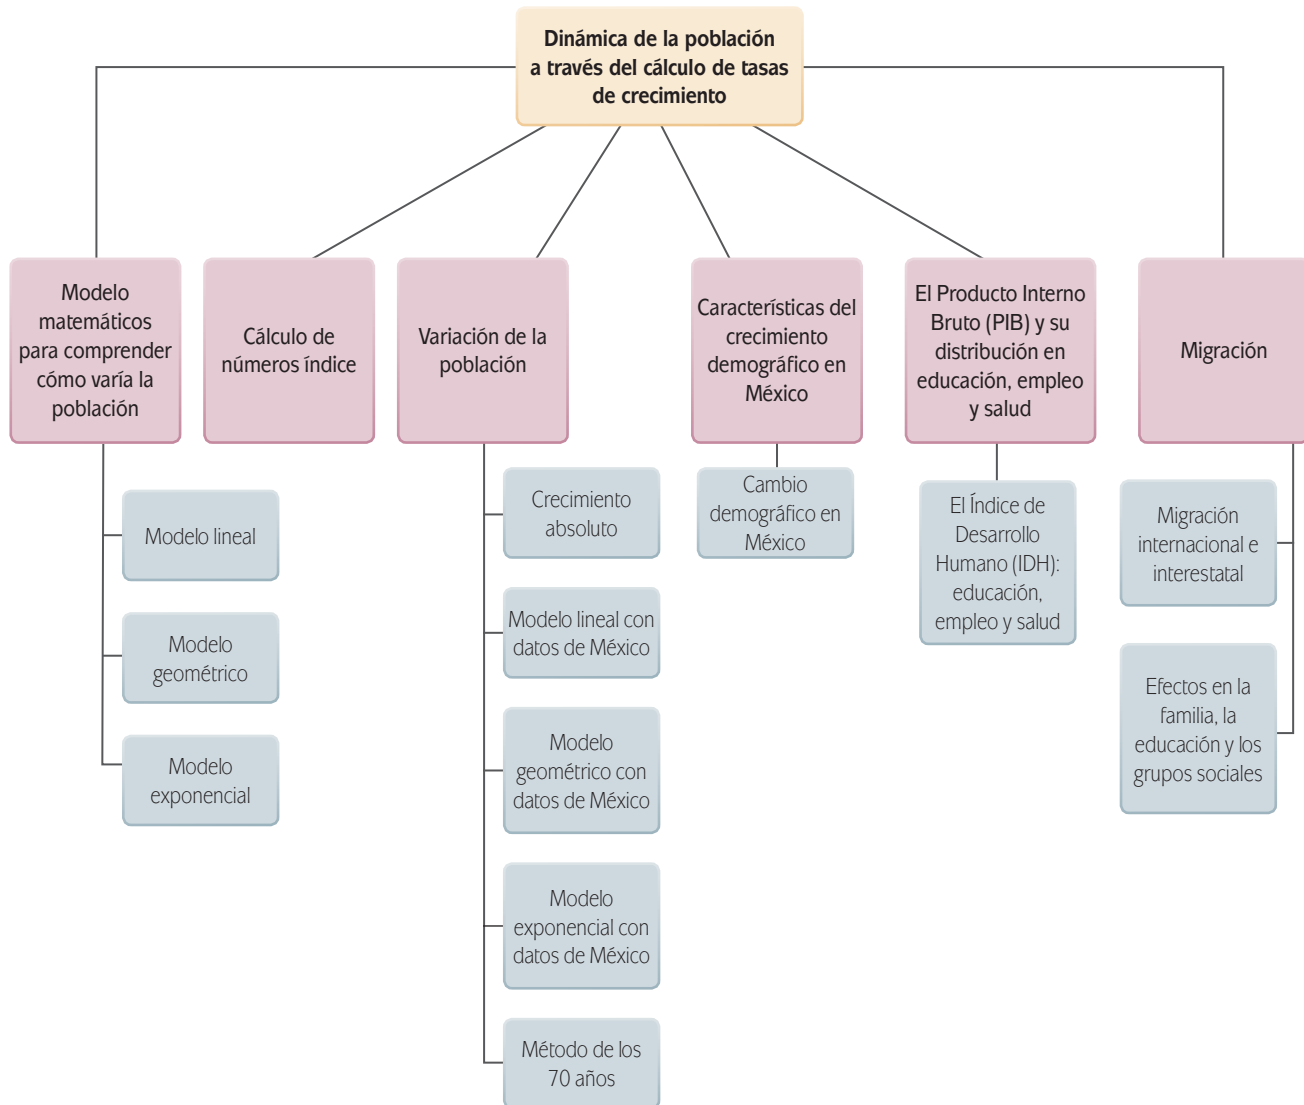 Dinámica de la población
a través del cálculo de tasas
de crecimiento
Modelo
matemáticos
para comprender
cómo varía la
población
Cálculo de
números índice
Variación de la
población
Características del
crecimiento
demográfico en
México
El Producto Interno
Bruto (PIB) y su
distribución en
educación, empleo
y salud
Migración
Modelo lineal
Modelo
geométrico
Modelo
exponencial
Crecimiento
absoluto
Modelo lineal con
datos de México
Modelo
geométrico con
datos de México
Modelo
exponencial con
datos de México
Método de los
70 años
Cambio
demográfico en
México
El Índice de
Desarrollo
Humano (IDH):
educación,
empleo y salud
Migración
internacional e
interestatal
Efectos en la
familia, la
educación y los
grupos sociales